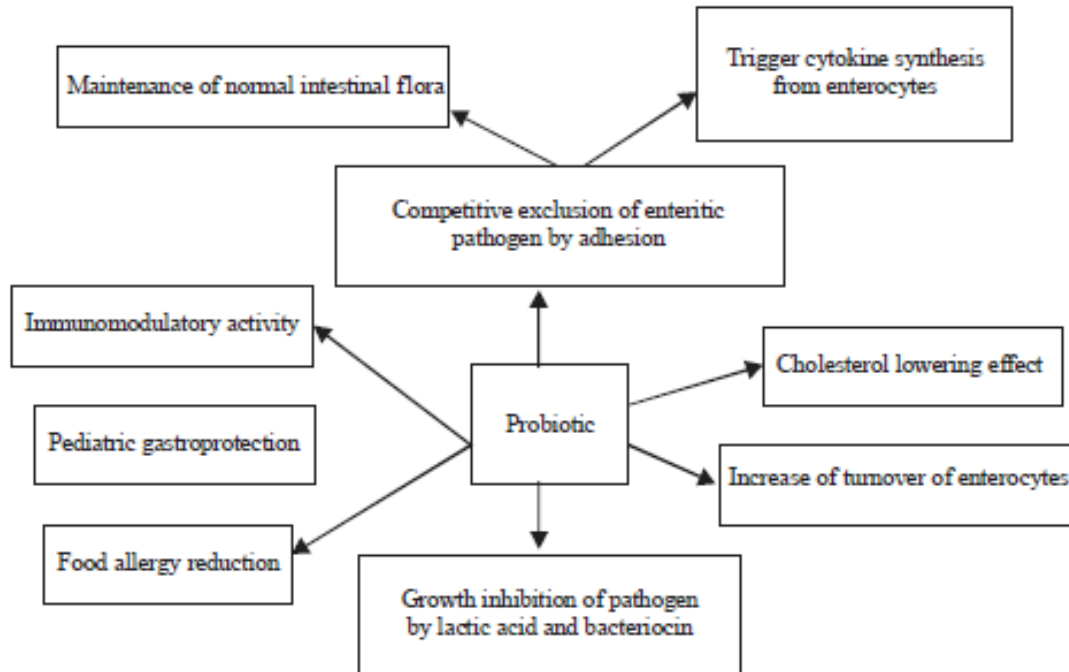 Maintenance of normal intestinal flora
Trigger cytokine synthesis
from enterocytes
Competitive exclusion of enteritic
pathogen by adhesion
Immunomodulatory activity
Cholesterol lowering effect
Probiotic
Pediatric gastroprotection
Increase of turnover of enterocytes
Food allergy reduction
Growth inhibition of pathogen
by lactic acid and bacteriocin